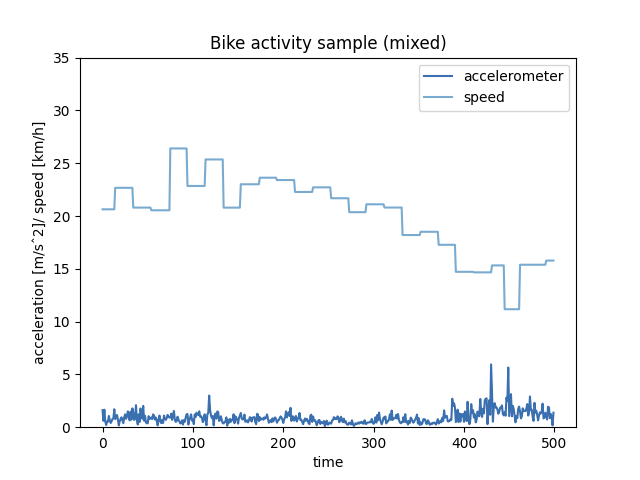 Bike activity sample (mixed)
accelerometer
speed
35
30
25
20
15
10
5
0
acceleration [m/s^2]/ speed [km/h]
0 100 200 300 400 500
time